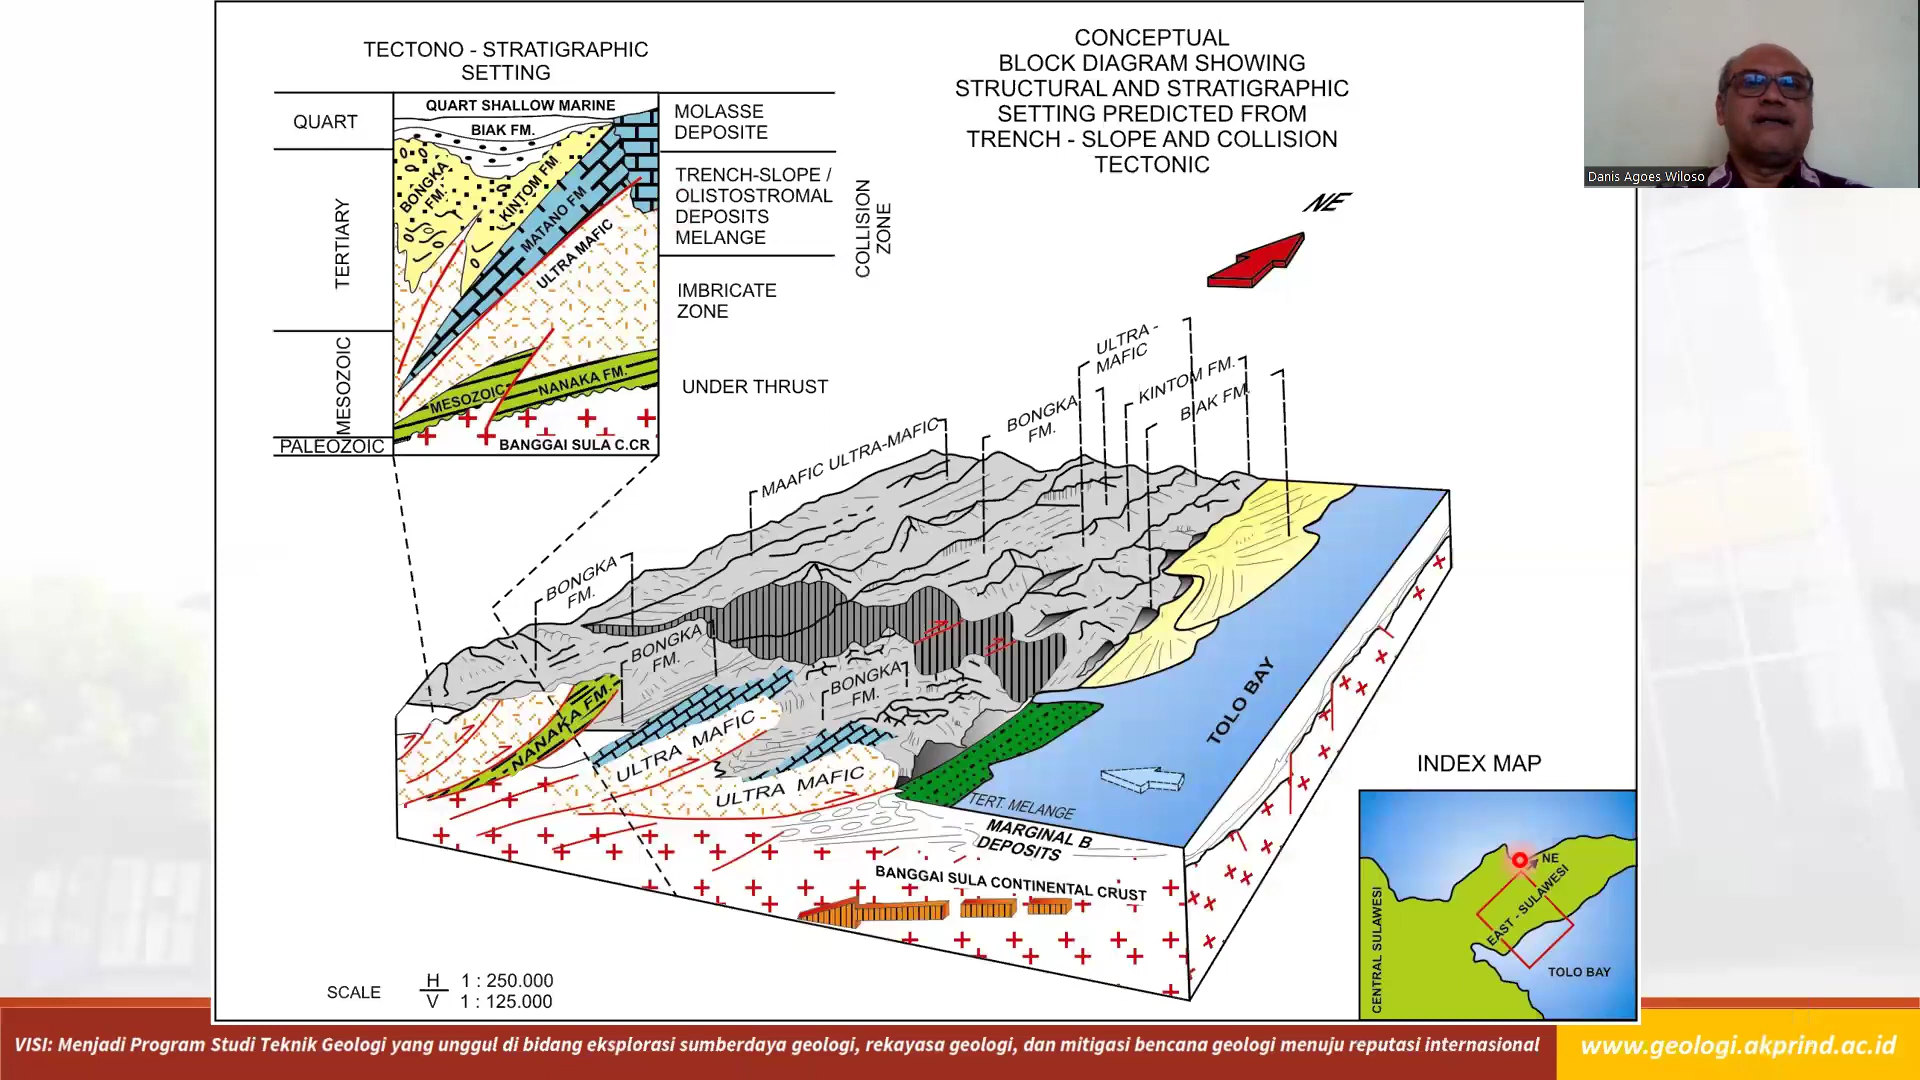 TECTONO - STRATIGRAPHIC
SETTING
QUART
TERTIARY
MESOZOIC
PALEOZOIC
QUART SHALLOW MARINE
BIAK FM.
BONGKA
FM.
KINTOM FM
MATANO FM
ULTRA MAFIC
MESOZOIC
NANAKA FM.
BANGGAI SULA C.CR
MOLASSE
DEPOSITE
TRENCH-SLOPE /
OLISTOSTROMAL
DEPOSITS
MELANGE
IMBRICATE
ZONE
UNDER THRUST
COLLISION
ZONE
CONCEPTUAL
BLOCK DIAGRAM SHOWING
STRUCTURAL AND STRATIGRAPHIC
SETTING PREDICTED FROM
TRENCH - SLOPE AND COLLISION
TECTONIC
NE
Danis Agoes Wiloso
ULTRA -
MAFIC
KINTOM FM.
BIAK FM.
BONGKA
FM.
MAAFIC ULTRA-MAFIC
BONGKA
FM.
BONGKA
FM.
BONGKA
FM.
NANAKA FM.
ULTRA MAFIC
ULTRA MAFIC
TOLO BAY
TERT. MELANGE
MARGINAL B
DEPOSITS
BANGGAI SULA CONTINENTAL CRUST
SCALE
H 1 : 250.000
V 1 : 125.000
INDEX MAP
NE
CENTRAL SULAWESI
EAST - SULAWESI
TOLO BAY
VISI: Menjadi Program Studi Teknik Geologi yang unggul di bidang eksplorasi sumberdaya geologi, rekayasa geologi, dan mitigasi bencana geologi menuju reputasi internasional
www.geologi.akprind.ac.id